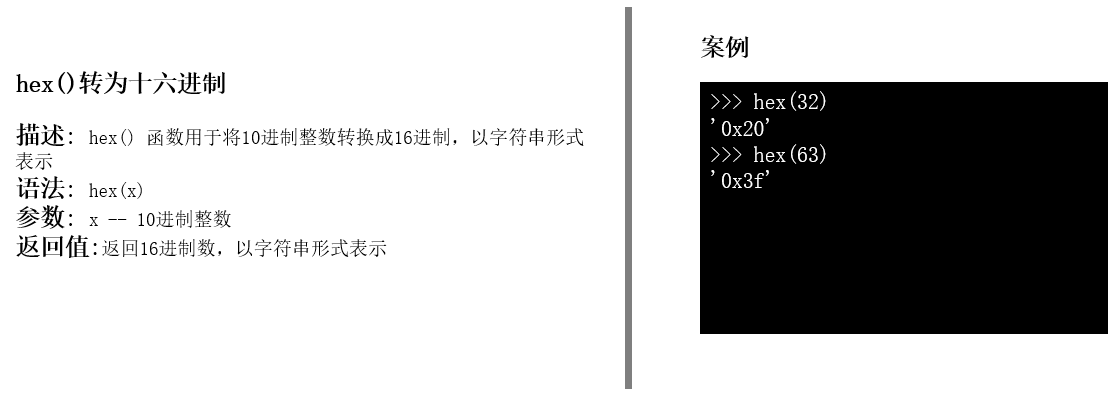 hex()转为十六进制
描述: hex() 函数用于将10进制整数转换成16进制，以字符串形式
表示
语法: hex(x)
参数: x -- 10进制整数
返回值:返回16进制数，以字符串形式表示
案例
>>> hex(32)
'0x20'
>>> hex(63)
'0x3f'